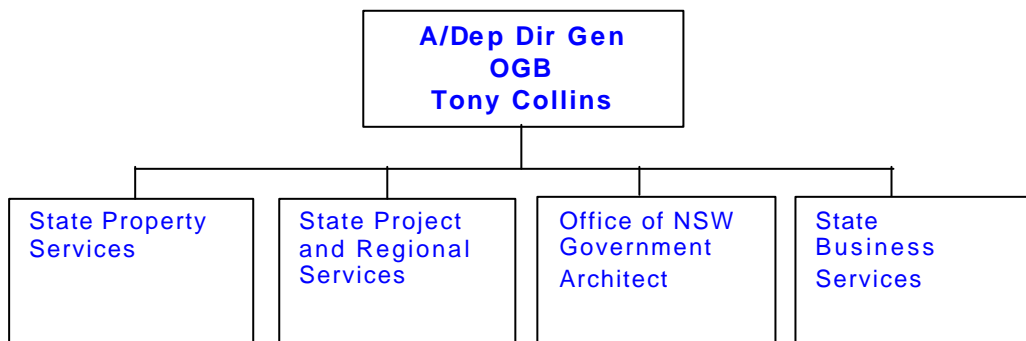 A/Dep Dir Gen
OGB
Tony Collins
State Property
Services
State Project
and Regional
Services
Office of NSW
Government
Architect
State
Business
Services